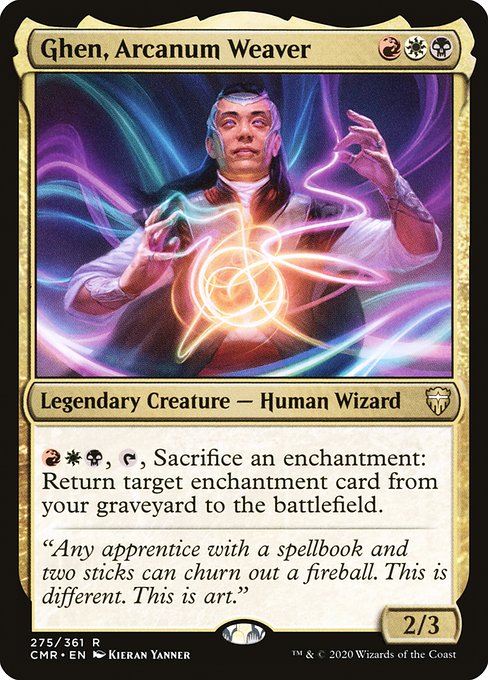 Ghen, Arcanum Weaver
Legendary Creature — Human Wizard
, , Sacrifice an enchantment:
Return target enchantment card from
your graveyard to the battlefield.
“Any apprentice with a spellbook and
two sticks can churn out a fireball. This is
different. This is art.”
2/3
275/361 R
CMR • EN Kieran Yanner
™ & © 2020 Wizards of the Coast